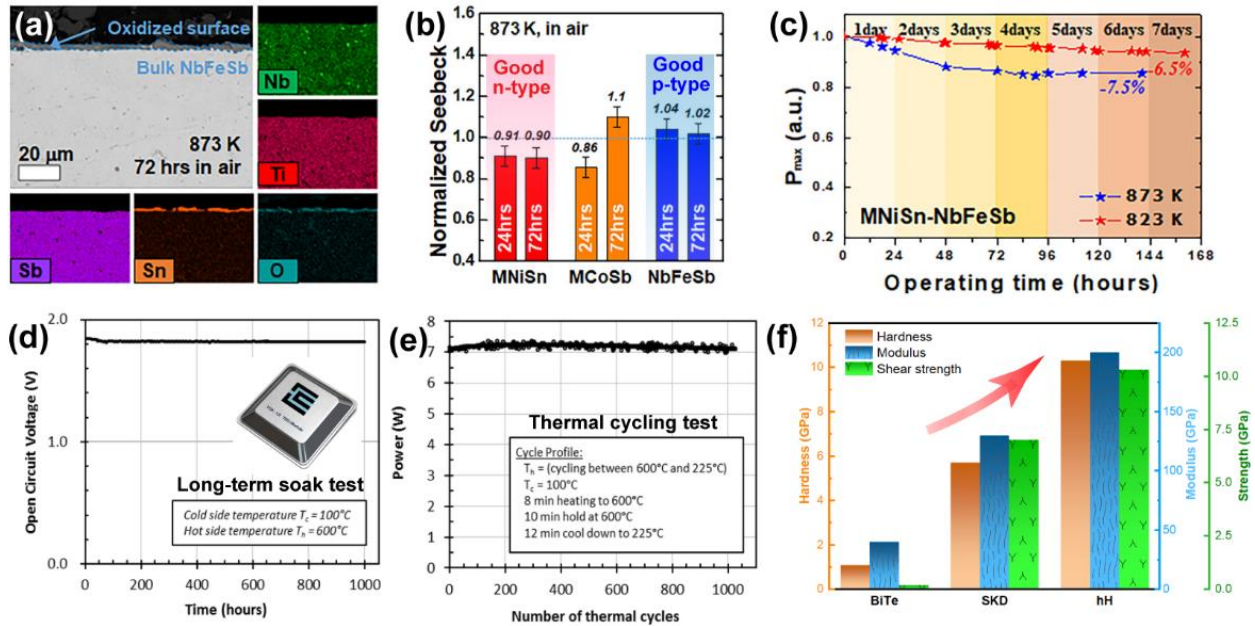 (a)
Oxidized surface
Bulk NbFeSb
20 μm
873 K
72 hrs in air
Nb
Ti
Sb
Sn
O
(b)
873 K, in air
Good
n-type
Good
p-type
Normalized Seebeck
1.6
1.4
1.2
1.0
0.8
0.6
0.4
0.91
0.90
0.86
1.1
1.04
1.02
24hrs
72hrs
24hrs
72hrs
24hrs
72hrs
MNiSn
MCoSb
NbFeSb
(c)
1day
2days
3days
4days
5days
6days
7days
-6.5%
-7.5%
Pmax (a.u.)
1.0
0.8
0.6
0.4
0.2
873 K
823 K
MNiSn-NbFeSb
0
24
48
72
96
120
144
168
Operating time (hours)
(d)
Open Circuit Voltage (V)
2.0
1.0
0.0
Long-term soak test
Cold side temperature Tc = 100°C
Hot side temperature Th = 600°C
0
200
400
600
800
1000
Time (hours)
(e)
Power (W)
8
7
6
5
4
3
2
1
0
Thermal cycling test
Cycle Profile:
Th = (cycling between 600°C and 225°C)
Tc = 100°C
8 min heating to 600°C
10 min hold at 600°C
12 min cool down to 225°C
0
200
400
600
800
1000
Number of thermal cycles
(f)
Hardness
Modulus
Shear strength
Hardness (GPa)
12
10
8
6
4
2
0
BiTe
SKD
hH
200
150
100
50
0
Modulus (GPa)
12.5
10.0
7.5
5.0
2.5
0.0
Strength (GPa)